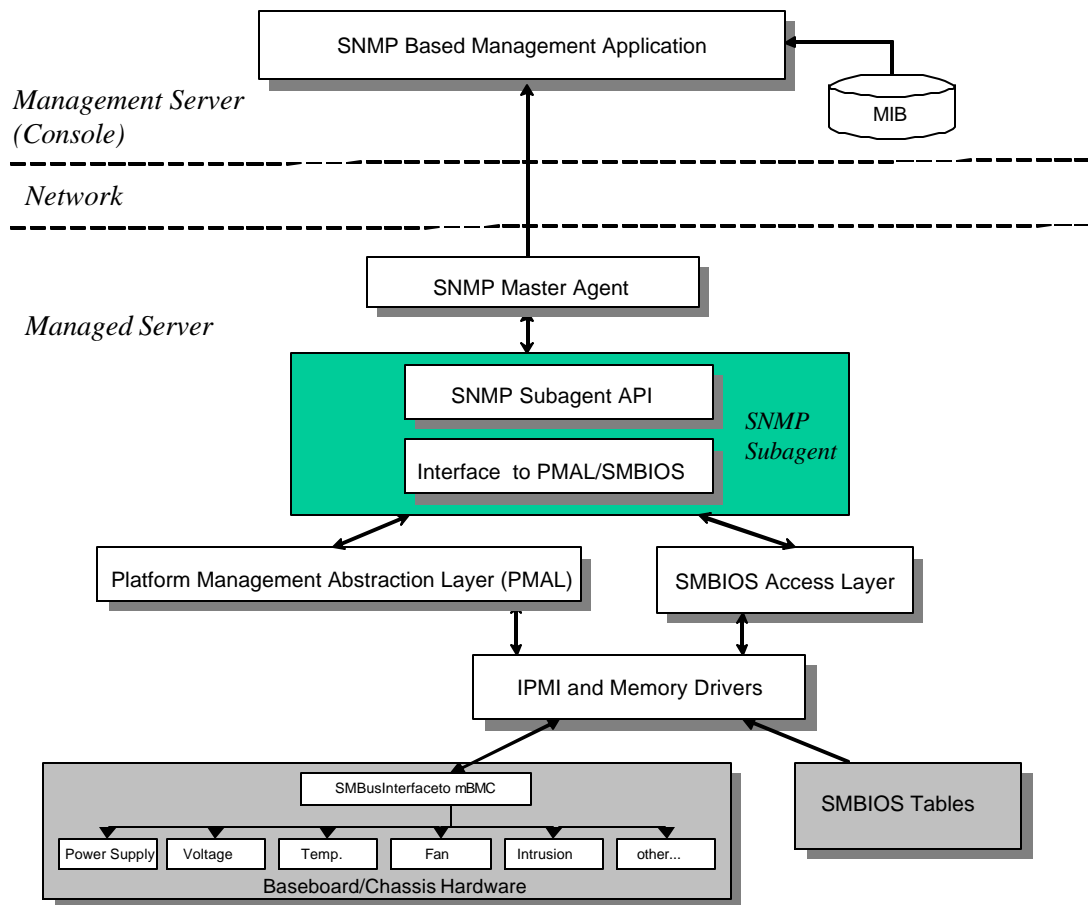 SNMP Based Management Application
MIB
Management Server
(Console)
Network
SNMP Master Agent
Managed Server
SNMP Subagent API
SNMP
Subagent
Interface to PMAL/SMBIOS
Platform Management Abstraction Layer (PMAL)
SMBIOS Access Layer
IPMI and Memory Drivers
SMBusInterfaceto mBMC
SMBIOS Tables
Power Supply
Voltage
Temp.
Fan
Intrusion
other...
Baseboard/Chassis Hardware